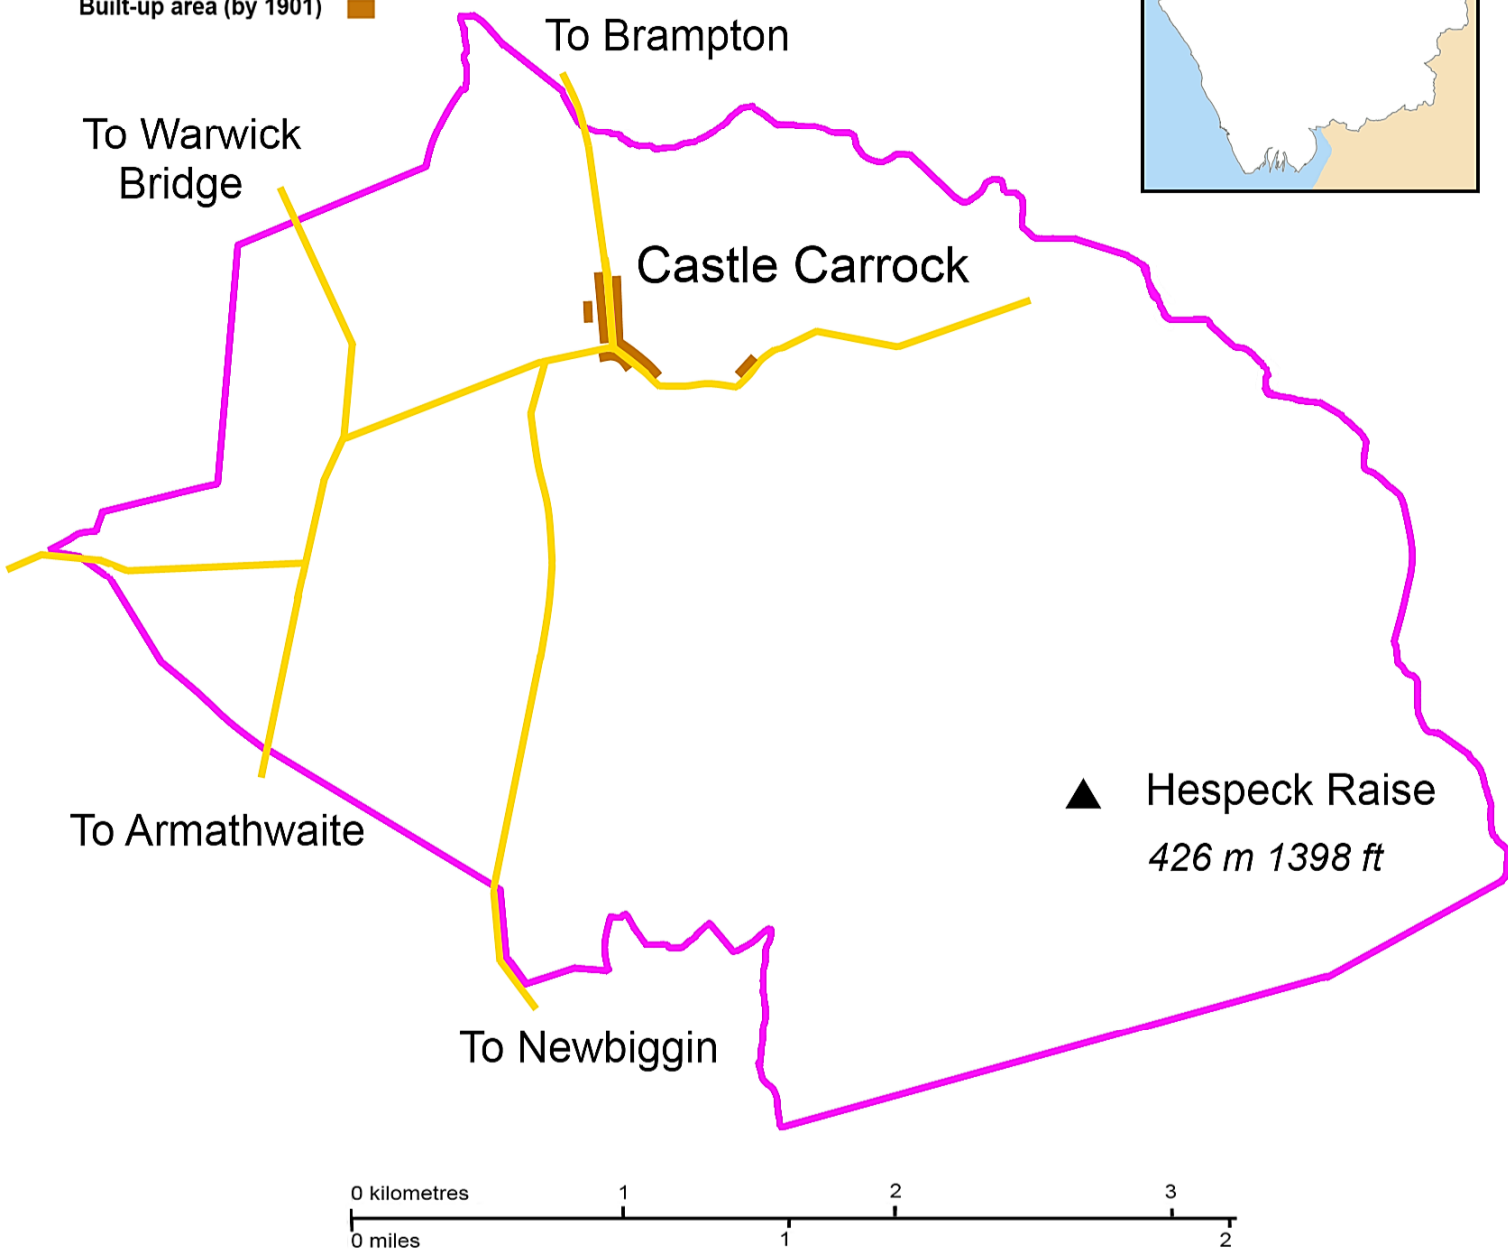 Built-up area (by 1901)
To Brampton
To Warwick
Bridge
Castle Carrock
Hespeck Raise
426 m 1398 ft
To Armathwaite
To Newbiggin
0 kilometres 1 2 3
0 miles 1 2